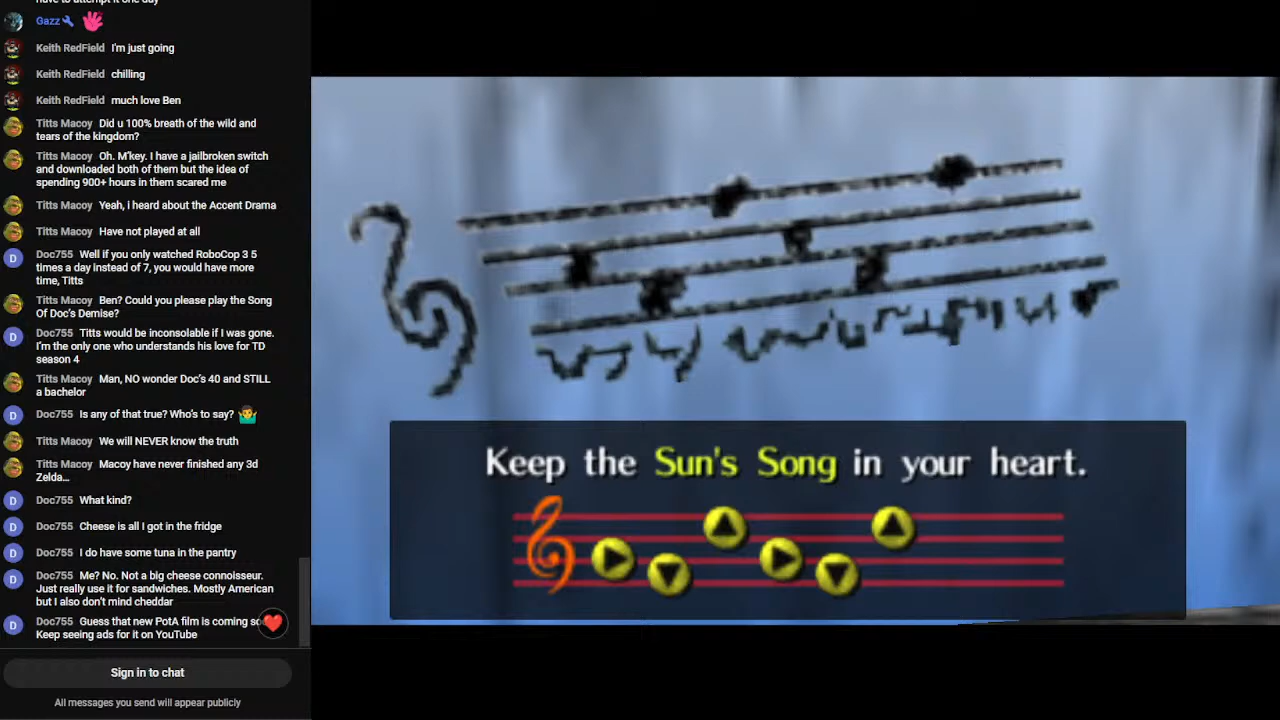 have to attempt it one day
Gazz
Keith RedField I'm just going
Keith RedField chilling
Keith RedField much love Ben
Titts Macoy Did u 100% breath of the wild and
tears of the kingdom?
Titts Macoy Oh. M'key. I have a jailbroken switch
and downloaded both of them but the idea of
spending 900+ hours in them scared me
Titts Macoy Yeah, i heard about the Accent Drama
Titts Macoy Have not played at all
Doc755 Well if you only watched RoboCop 3 5
times a day instead of 7, you would have more
time, Titts
Titts Macoy Ben? Could you please play the Song
Of Doc's Demise?
Doc755 Titts would be inconsolable if I was gone.
I'm the only one who understands his love for TD
season 4
Titts Macoy Man, NO wonder Doc's 40 and STILL
a bachelor
Doc755 Is any of that true? Who's to say? 🤷‍♂️
Titts Macoy We will NEVER know the truth
Titts Macoy Macoy have never finished any 3d
Zelda...
Doc755 What kind?
Doc755 Cheese is all I got in the fridge
Doc755 I do have some tuna in the pantry
Doc755 Me? No. Not a big cheese connoisseur.
Just really use it for sandwiches. Mostly American
but I also don't mind cheddar
Doc755 Guess that new PotA film is coming
Keep seeing ads for it on YouTube
Sign in to chat
All messages you send will appear publicly
Keep the Sun's Song in your heart.